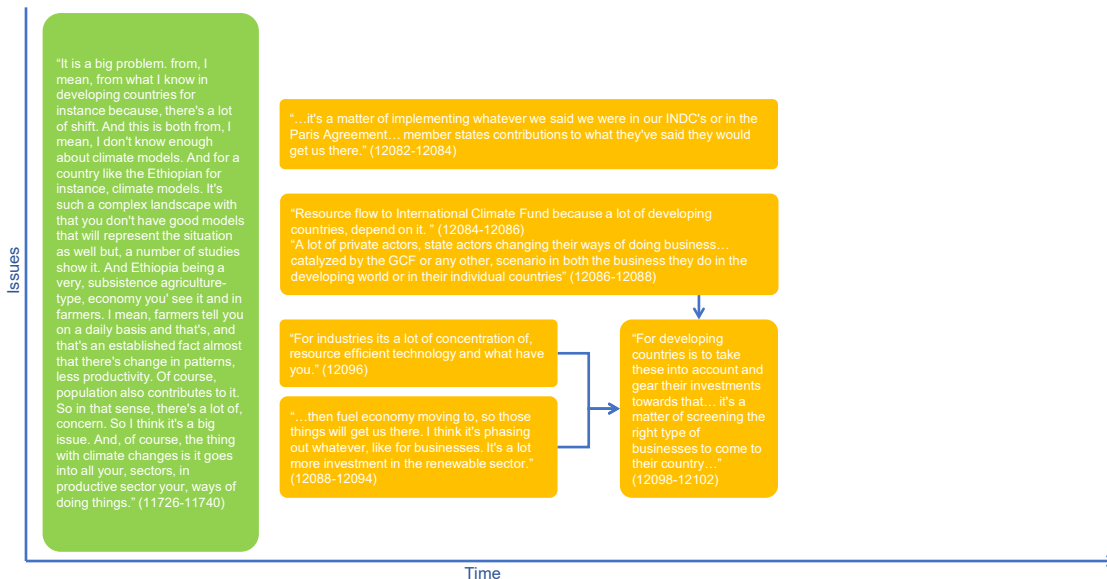 Issues
“It is a big problem. from, I
mean, from what I know in
developing countries for
instance because, there's a lot
of shift. And this is both from, I
mean, I don't know enough
about climate models. And for a
country like the Ethiopian for
instance, climate models. It's
such a complex landscape with
that you don't have good models
that will represent the situation
as well but, a number of studies
show it. And Ethiopia being a
very, subsistence agriculture-
type, economy you' see it and in
farmers. I mean, farmers tell you
on a daily basis and that's, and
that's an established fact almost
that there's change in patterns,
less productivity. Of course,
population also contributes to it.
So in that sense, there's a lot of,
concern. So I think it's a big
issue. And, of course, the thing
with climate changes is it goes
into all your, sectors, in
productive sector your, ways of
doing things.” (11726-11740)
“…it's a matter of implementing whatever we said we were in our INDC's or in the
Paris Agreement… member states contributions to what they've said they would
get us there.” (12082-12084)
“Resource flow to International Climate Fund because a lot of developing
countries, depend on it. ” (12084-12086)
“A lot of private actors, state actors changing their ways of doing business…
catalyzed by the GCF or any other, scenario in both the business they do in the
developing world or in their individual countries” (12086-12088)
“For industries its a lot of concentration of,
resource efficient technology and what have
you.” (12096)
“…then fuel economy moving to, so those
things will get us there. I think it's phasing
out whatever, like for businesses. It's a lot
more investment in the renewable sector.”
(12088-12094)
“For developing
countries is to take
these into account and
gear their investments
towards that… it's a
matter of screening the
right type of
businesses to come to
their country…”
(12098-12102)
Time